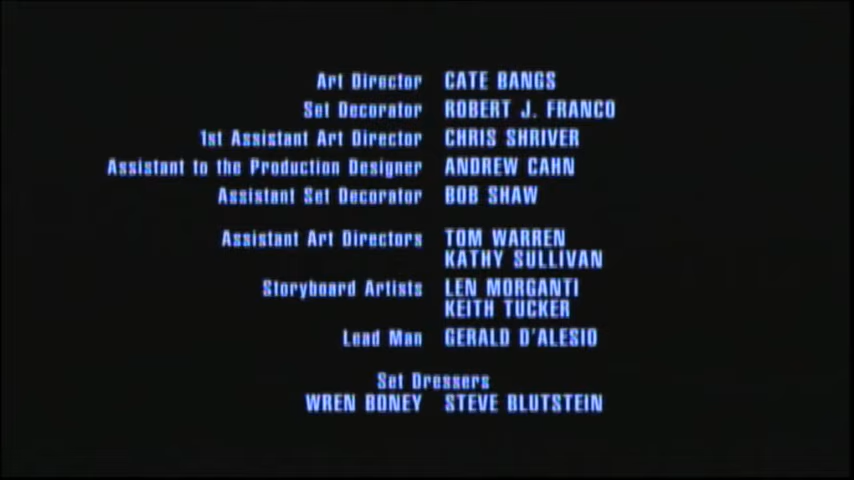 Art Director CATE BANGS
Set Decorator ROBERT J. FRANCO
1st Assistant Art Director CHRIS SHRIVER
Assistant to the Production Designer ANDREW CAHN
Assistant Set Decorator BOB SHAW
Assistant Art Directors TOM WARREN
KATHY SULLIVAN
Storyboard Artists LEN MORGANTI
KEITH TUCKER
Lead Man GERALD D'ALESIO
Set Dressers
WREN BONEY STEVE BLUTSTEIN